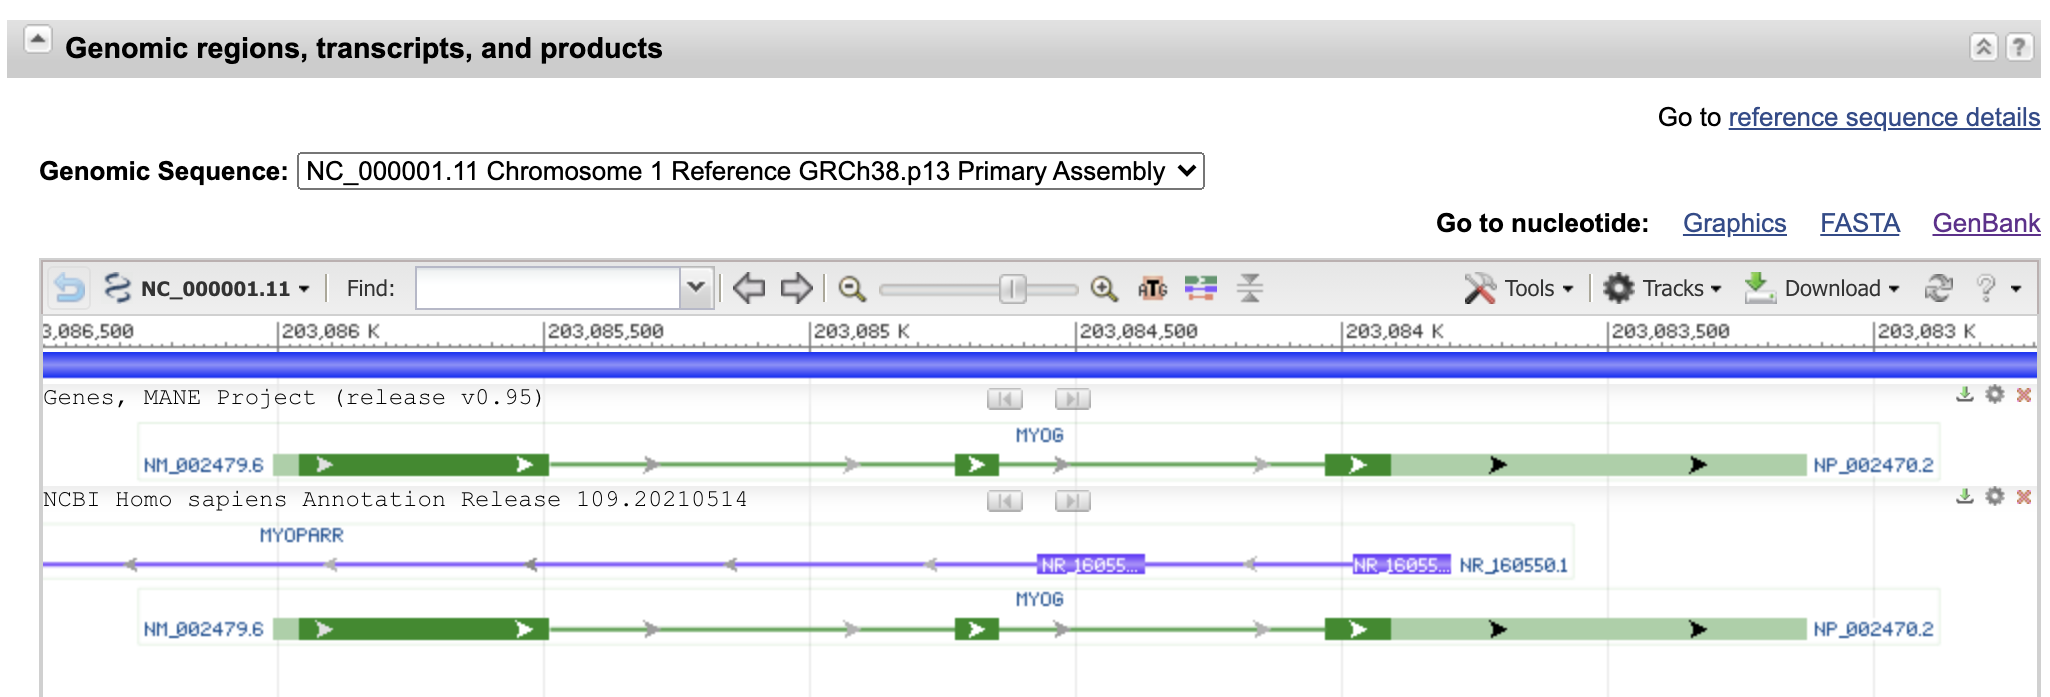 Genomic regions, transcripts, and products
?
Go to reference sequence details
Genomic Sequence: NC_000001.11 Chromosome 1 Reference GRCh38.p13 Primary Assembly
Go to nucleotide: Graphics FASTA GenBank
NC_000001.11 Find: ATG Tools Tracks Download ?
3,086,500 203,086 K 203,085,500 203,085 K 203,084,500 203,084 K 203,083,500 203,083 K
Genes, MANE Project (release v0.95)
MYOG
NM_002479.6 NP_002470.2
NCBI Homo sapiens Annotation Release 109.20210514
MYOPARR
NR_16055... NR_16055... NR_160550.1
MYOG
NM_002479.6 NP_002470.2